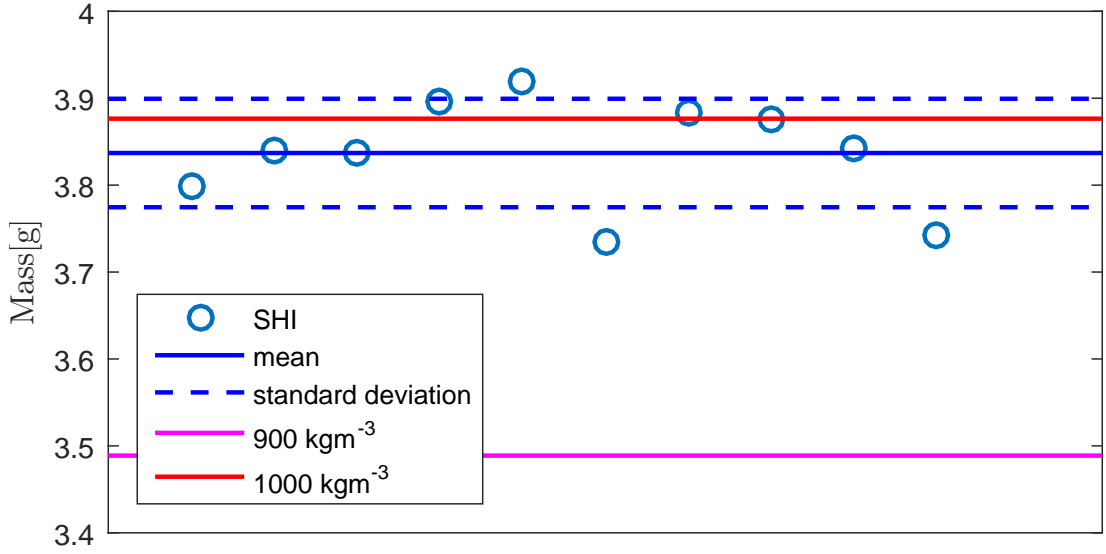 4
3.9
3.8
3.7
3.6
3.5
3.4
Mass[g]
SHI
mean
standard deviation
900 kgm⁻³
1000 kgm⁻³